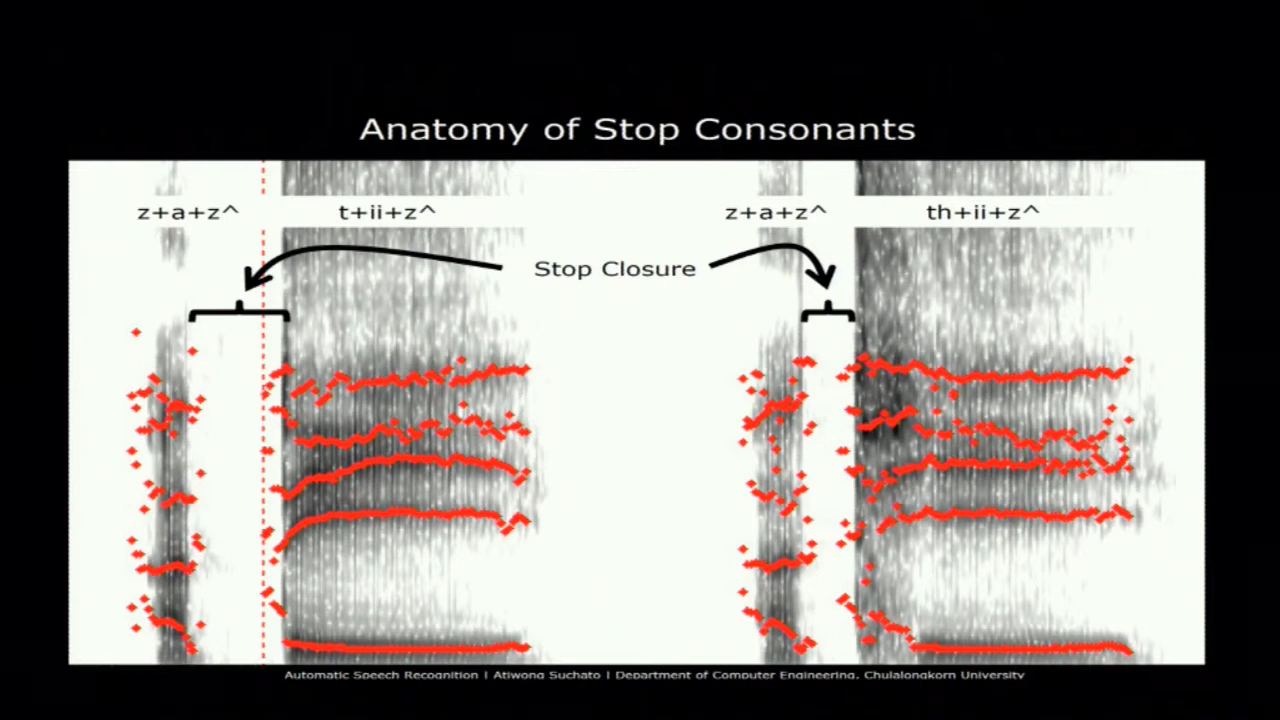 Anatomy of Stop Consonants
z+a+z^ t+ii+z^ z+a+z^ th+ii+z^
Stop Closure
Automatic Speech Recognition | Atiwong Suchato | Department of Computer Engineering, Chulalongkorn University